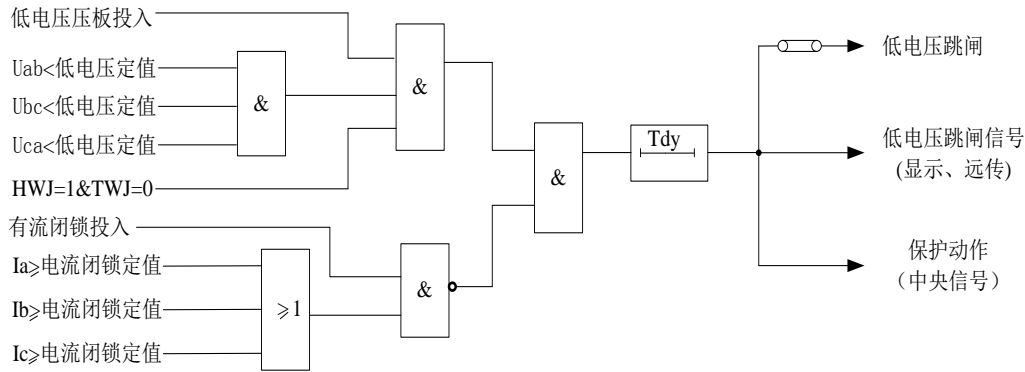 低电压压板投入
Uab<低电压定值
Ubc<低电压定值
Uca<低电压定值
&
&
HWJ=1&TWJ=0
有流闭锁投入
Ia≥电流闭锁定值
Ib≥电流闭锁定值
Ic≥电流闭锁定值
≥1
&
&
Tdy
低电压跳闸
低电压跳闸信号
(显示、远传)
保护动作
（中央信号）